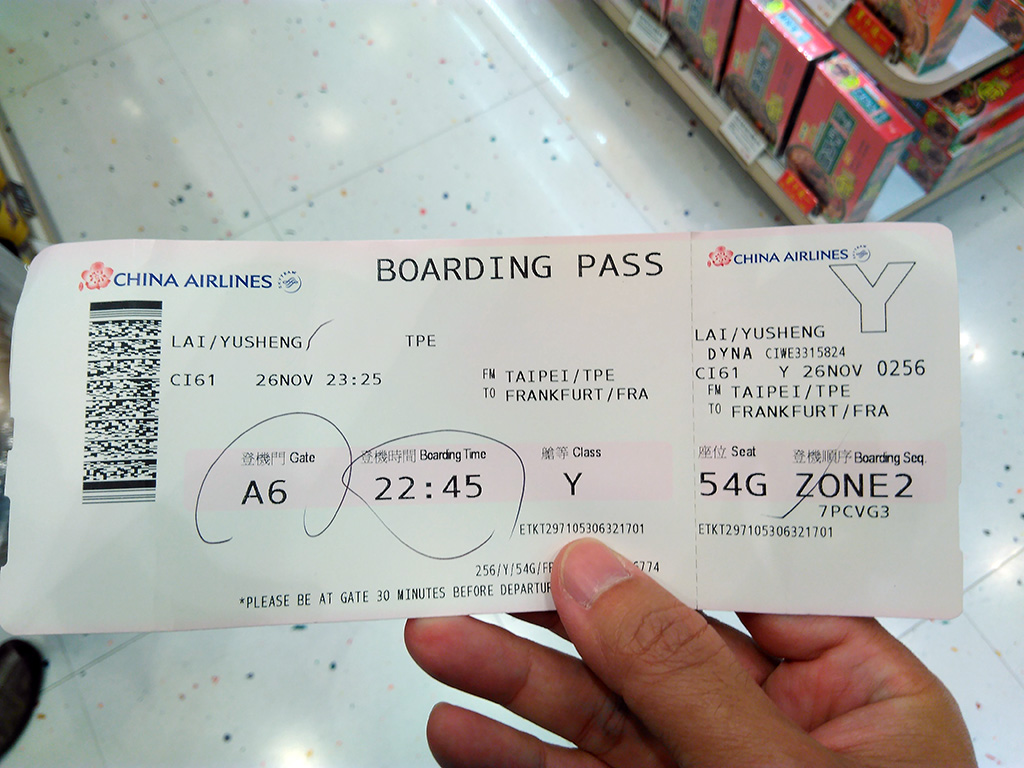 CHINA AIRLINES
BOARDING PASS
LAI/YUSHENG/
TPE
CI61 26NOV 23:25
FM TAIPEI/TPE
TO FRANKFURT/FRA
登機門 Gate
A6
登機時間 Boarding Time
22:45
艙等 Class
Y
ETKT297105306321701
256/Y/54G/
6774
*PLEASE BE AT GATE 30 MINUTES BEFORE
CHINA AIRLINES
Y
LAI/YUSHENG
DYNA CIWE3315824
CI61 Y 26NOV 0256
FM TAIPEI/TPE
TO FRANKFURT/FRA
座位 Seat
54G
登機順序 Boarding Seq.
ZONE2
7PCVG3
ETKT297105306321701